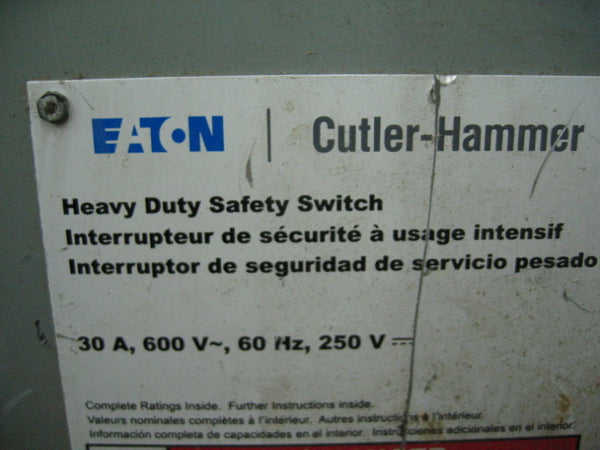 EATON | Cutler-Hammer
Heavy Duty Safety Switch
Interrupteur de sécurité à usage intensif
Interruptor de seguridad de servicio pesado
30 A, 600 V~, 60 Hz, 250 V ⎓
Complete Ratings Inside. Further Instructions inside.
Valeurs nominales complètes à l'intérieur. Autres instructions à l'intérieur.
Información completa de capacidades en el interior. Instrucciones adicionales en el interior.